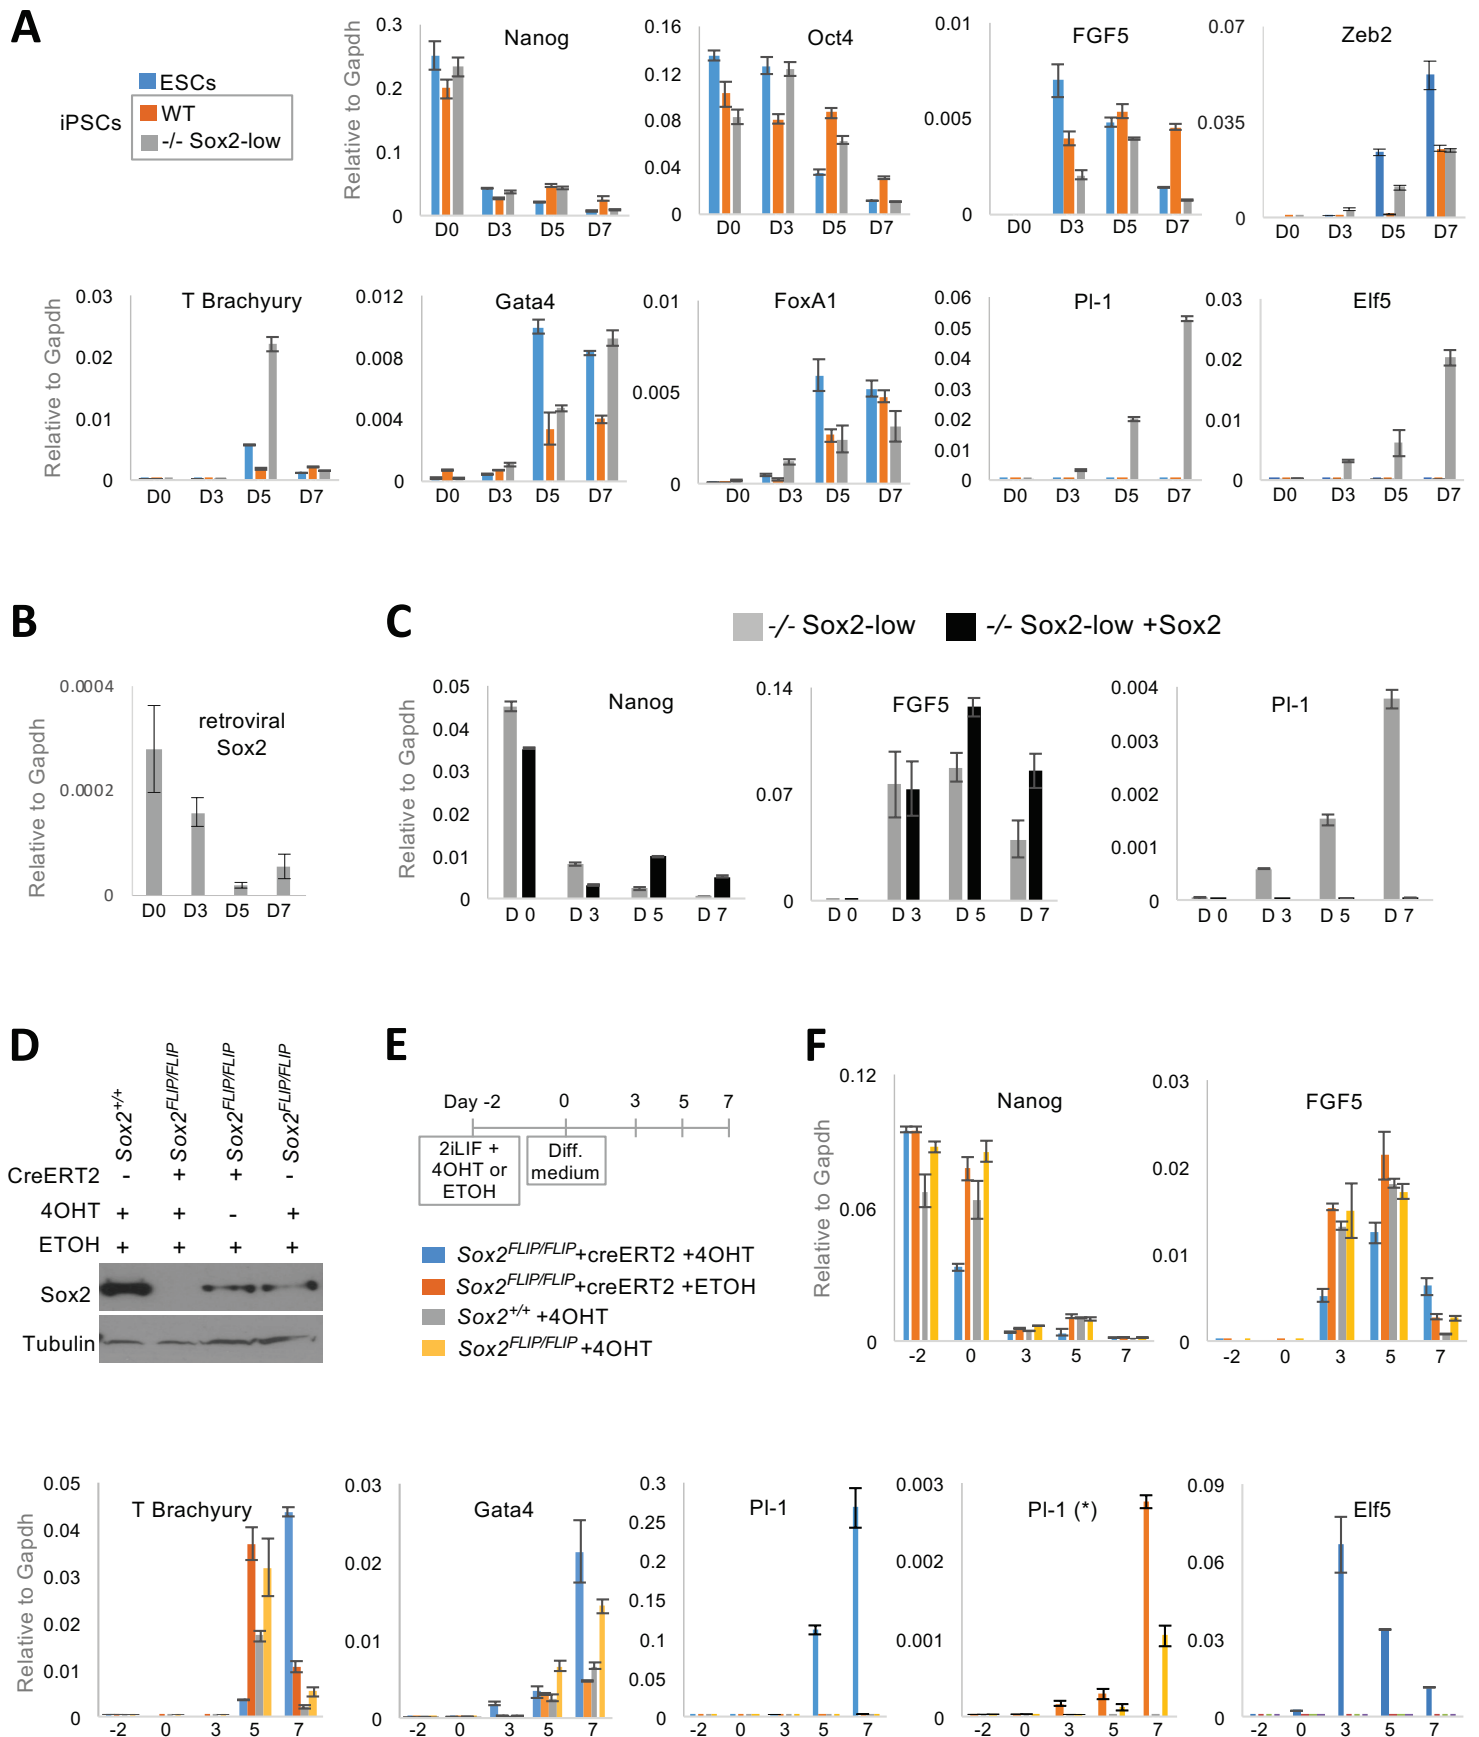 A
iPSCs
ESCs
WT
-/- Sox2-low
Relative to Gapdh
Nanog
0.3
0.2
0.1
0
D0 D3 D5 D7
Oct4
0.16
0.12
0.08
0.04
0
D0 D3 D5 D7
FGF5
0.01
0.005
0
D0 D3 D5 D7
Zeb2
0.07
0.035
0
D0 D3 D5 D7
Relative to Gapdh
T Brachyury
0.03
0.02
0.01
0
D0 D3 D5 D7
Gata4
0.012
0.008
0.004
0
D0 D3 D5 D7
FoxA1
0.01
0.005
0
D0 D3 D5 D7
Pl-1
0.06
0.05
0.04
0.03
0.02
0.01
0
D0 D3 D5 D7
Elf5
0.03
0.02
0.01
0
D0 D3 D5 D7
B
Relative to Gapdh
retroviral
Sox2
0.0004
0.0002
0
D0 D3 D5 D7
C
-/- Sox2-low
-/- Sox2-low +Sox2
Relative to Gapdh
Nanog
0.05
0.04
0.03
0.02
0.01
0
D 0 D 3 D 5 D 7
FGF5
0.14
0.07
0
D 0 D 3 D 5 D 7
Pl-1
0.004
0.003
0.002
0.001
0
D 0 D 3 D 5 D 7
D
Sox2+/+
Sox2FLIP/FLIP
Sox2FLIP/FLIP
Sox2FLIP/FLIP
CreERT2 - + + -
4OHT + + - +
ETOH + + + +
Sox2
Tubulin
E
Day -2 0 3 5 7
2iLIF +
4OHT or
ETOH
Diff.
medium
Sox2FLIP/FLIP+creERT2 +4OHT
Sox2FLIP/FLIP+creERT2 +ETOH
Sox2+/+ +4OHT
Sox2FLIP/FLIP +4OHT
F
Relative to Gapdh
Nanog
0.12
0.06
0
-2 0 3 5 7
FGF5
0.03
0.02
0.01
0
-2 0 3 5 7
Relative to Gapdh
T Brachyury
0.05
0.04
0.03
0.02
0.01
0
-2 0 3 5 7
Gata4
0.03
0.02
0.01
0
-2 0 3 5 7
Pl-1
0.3
0.25
0.2
0.15
0.1
0.05
0
-2 0 3 5 7
Pl-1 (*)
0.003
0.002
0.001
0
-2 0 3 5 7
Elf5
0.09
0.06
0.03
0
-2 0 3 5 7